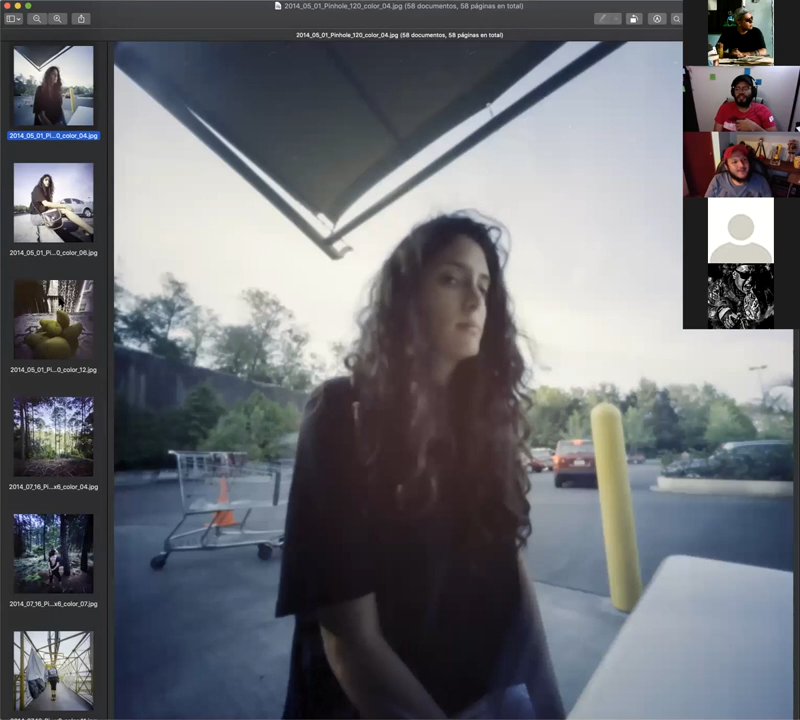 2014_05_01_Pinhole_120_color_04.jpg (58 documentos, 58 páginas en total)
2014_05_01_Pinhole_120_color_04.jpg (58 documentos, 58 páginas en total)
2014_05_01_Pi...0_color_04.jpg
2014_05_01_Pi...0_color_06.jpg
2014_05_01_Pi...0_color_12.jpg
2014_07_16_Pi...x6_color_04.jpg
2014_07_16_Pi...x6_color_07.jpg